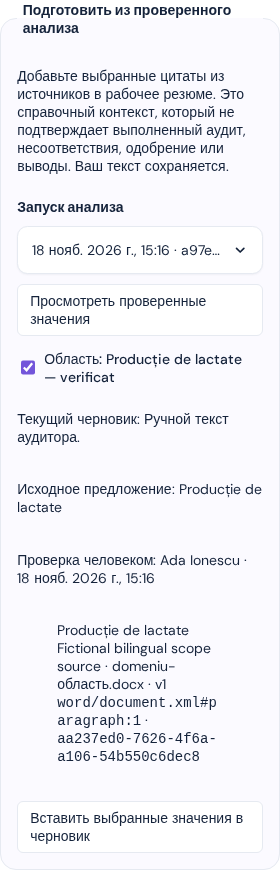 Подготовить из проверенного
анализа
Добавьте выбранные цитаты из
источников в рабочее резюме. Это
справочный контекст, который не
подтверждает выполненный аудит,
несоответствия, одобрение или
выводы. Ваш текст сохраняется.
Запуск анализа
18 нояб. 2026 г., 15:16 · a97e…
Просмотреть проверенные
значения
Область: Producție de lactate
— verificat
Текущий черновик: Ручной текст
аудитора.
Исходное предложение: Producție de
lactate
Проверка человеком: Ada Ionescu ·
18 нояб. 2026 г., 15:16
Producție de lactate
Fictional bilingual scope
source · domeniu-
область.docx · v1
word/document.xml#p
aragraph:1 ·
aa237ed0-7626-4f6a-
a106-54b550c6dec8
Вставить выбранные значения в
черновик